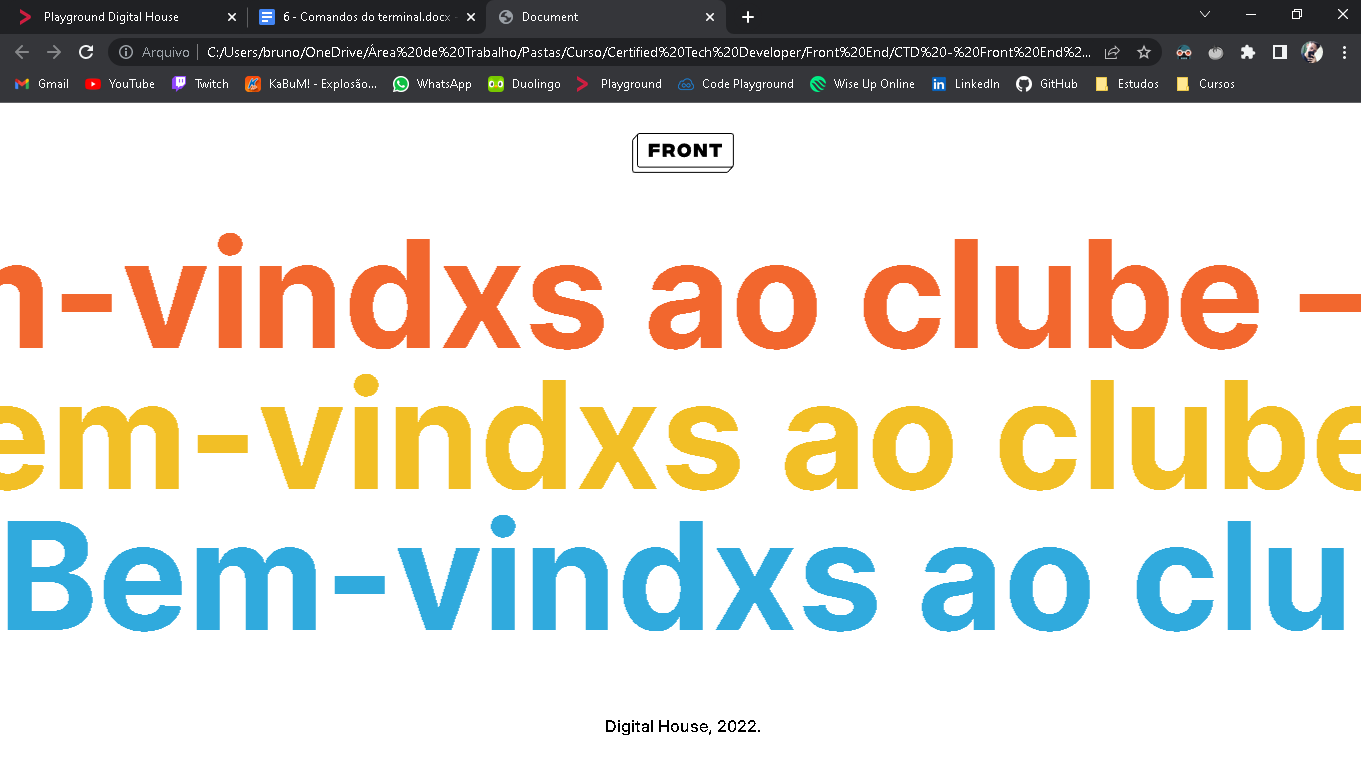 Playground Digital House
6 - Comandos do terminal.docx -
Document
Arquivo
C:/Users/bruno/OneDrive/Área%20de%20Trabalho/Pastas/Curso/Certified%20Tech%20Developer/Front%20End/CTD%20-%20Front%20End%2...
Gmail YouTube Twitch KaBuM! - Explosão... WhatsApp Duolingo Playground Code Playground Wise Up Online LinkedIn GitHub Estudos Cursos
FRONT
m-vindxs ao clube –
em-vindxs ao clube
Bem-vindxs ao clu
Digital House, 2022.